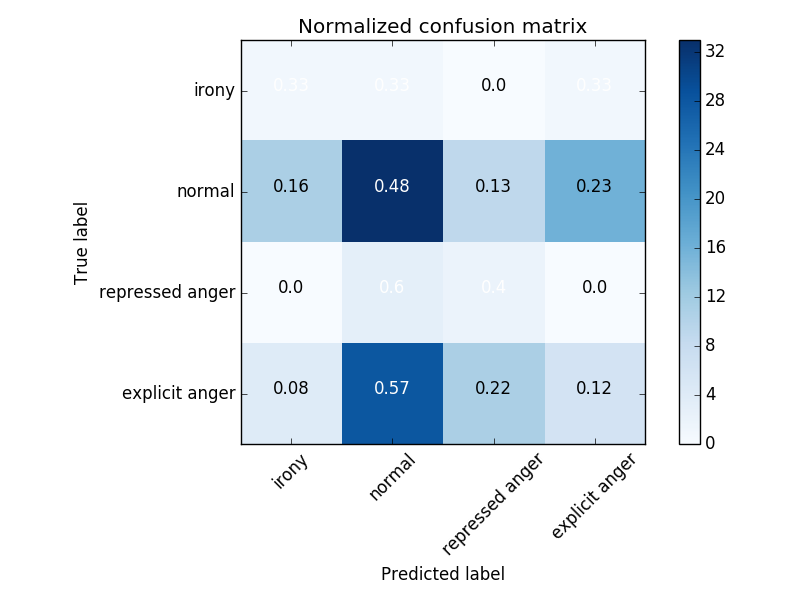 Normalized confusion matrix
irony 0.33 0.33 0.0 0.33
normal 0.16 0.48 0.13 0.23
repressed anger 0.0 0.6 0.4 0.0
explicit anger 0.08 0.57 0.22 0.12
True label
irony normal repressed anger explicit anger
Predicted label
32
28
24
20
16
12
8
4
0